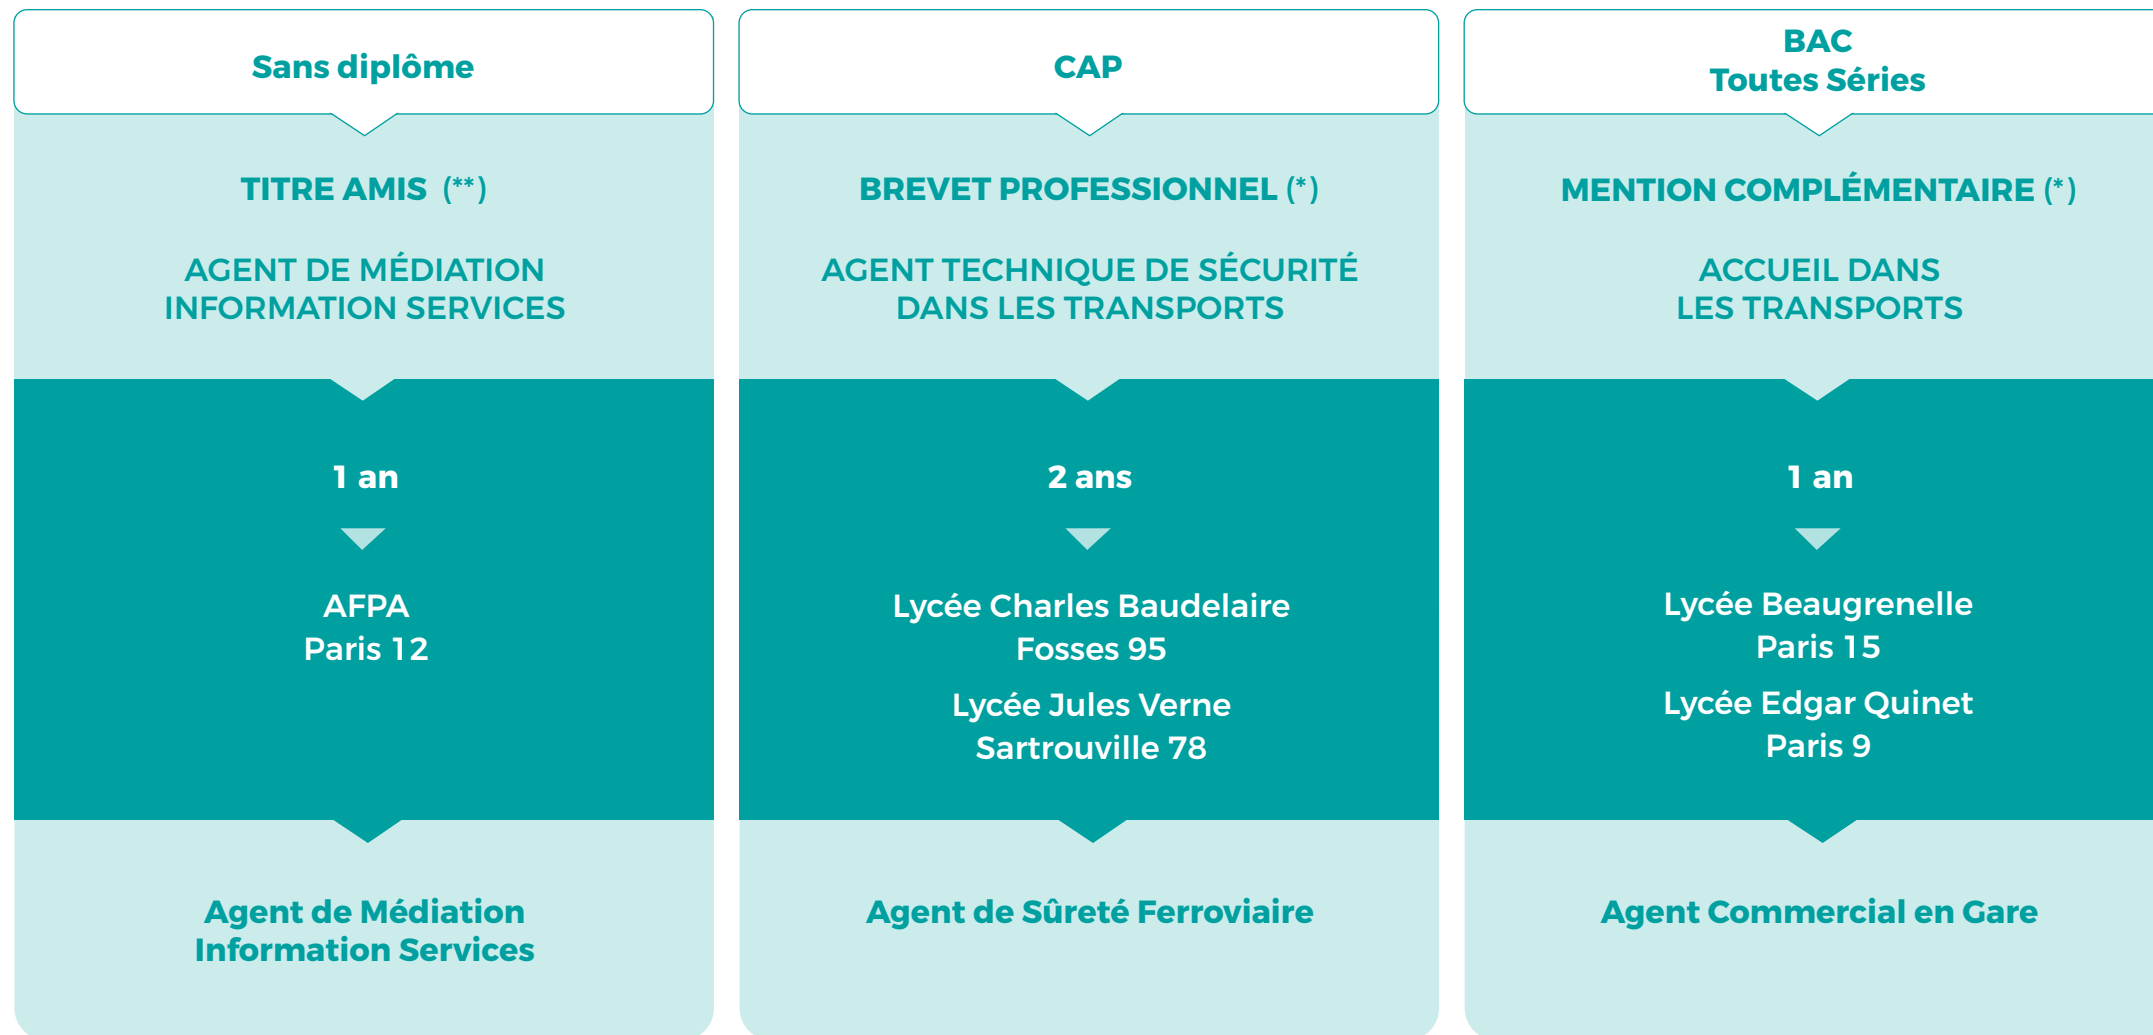 Sans diplôme
TITRE AMIS (**)
AGENT DE MÉDIATION
INFORMATION SERVICES
1 an
AFPA
Paris 12
Agent de Médiation
Information Services
CAP
BREVET PROFESSIONNEL (*)
AGENT TECHNIQUE DE SÉCURITÉ
DANS LES TRANSPORTS
2 ans
Lycée Charles Baudelaire
Fosses 95
Lycée Jules Verne
Sartrouville 78
Agent de Sûreté Ferroviaire
BAC
Toutes Séries
MENTION COMPLÉMENTAIRE (*)
ACCUEIL DANS
LES TRANSPORTS
1 an
Lycée Beaugrenelle
Paris 15
Lycée Edgar Quinet
Paris 9
Agent Commercial en Gare